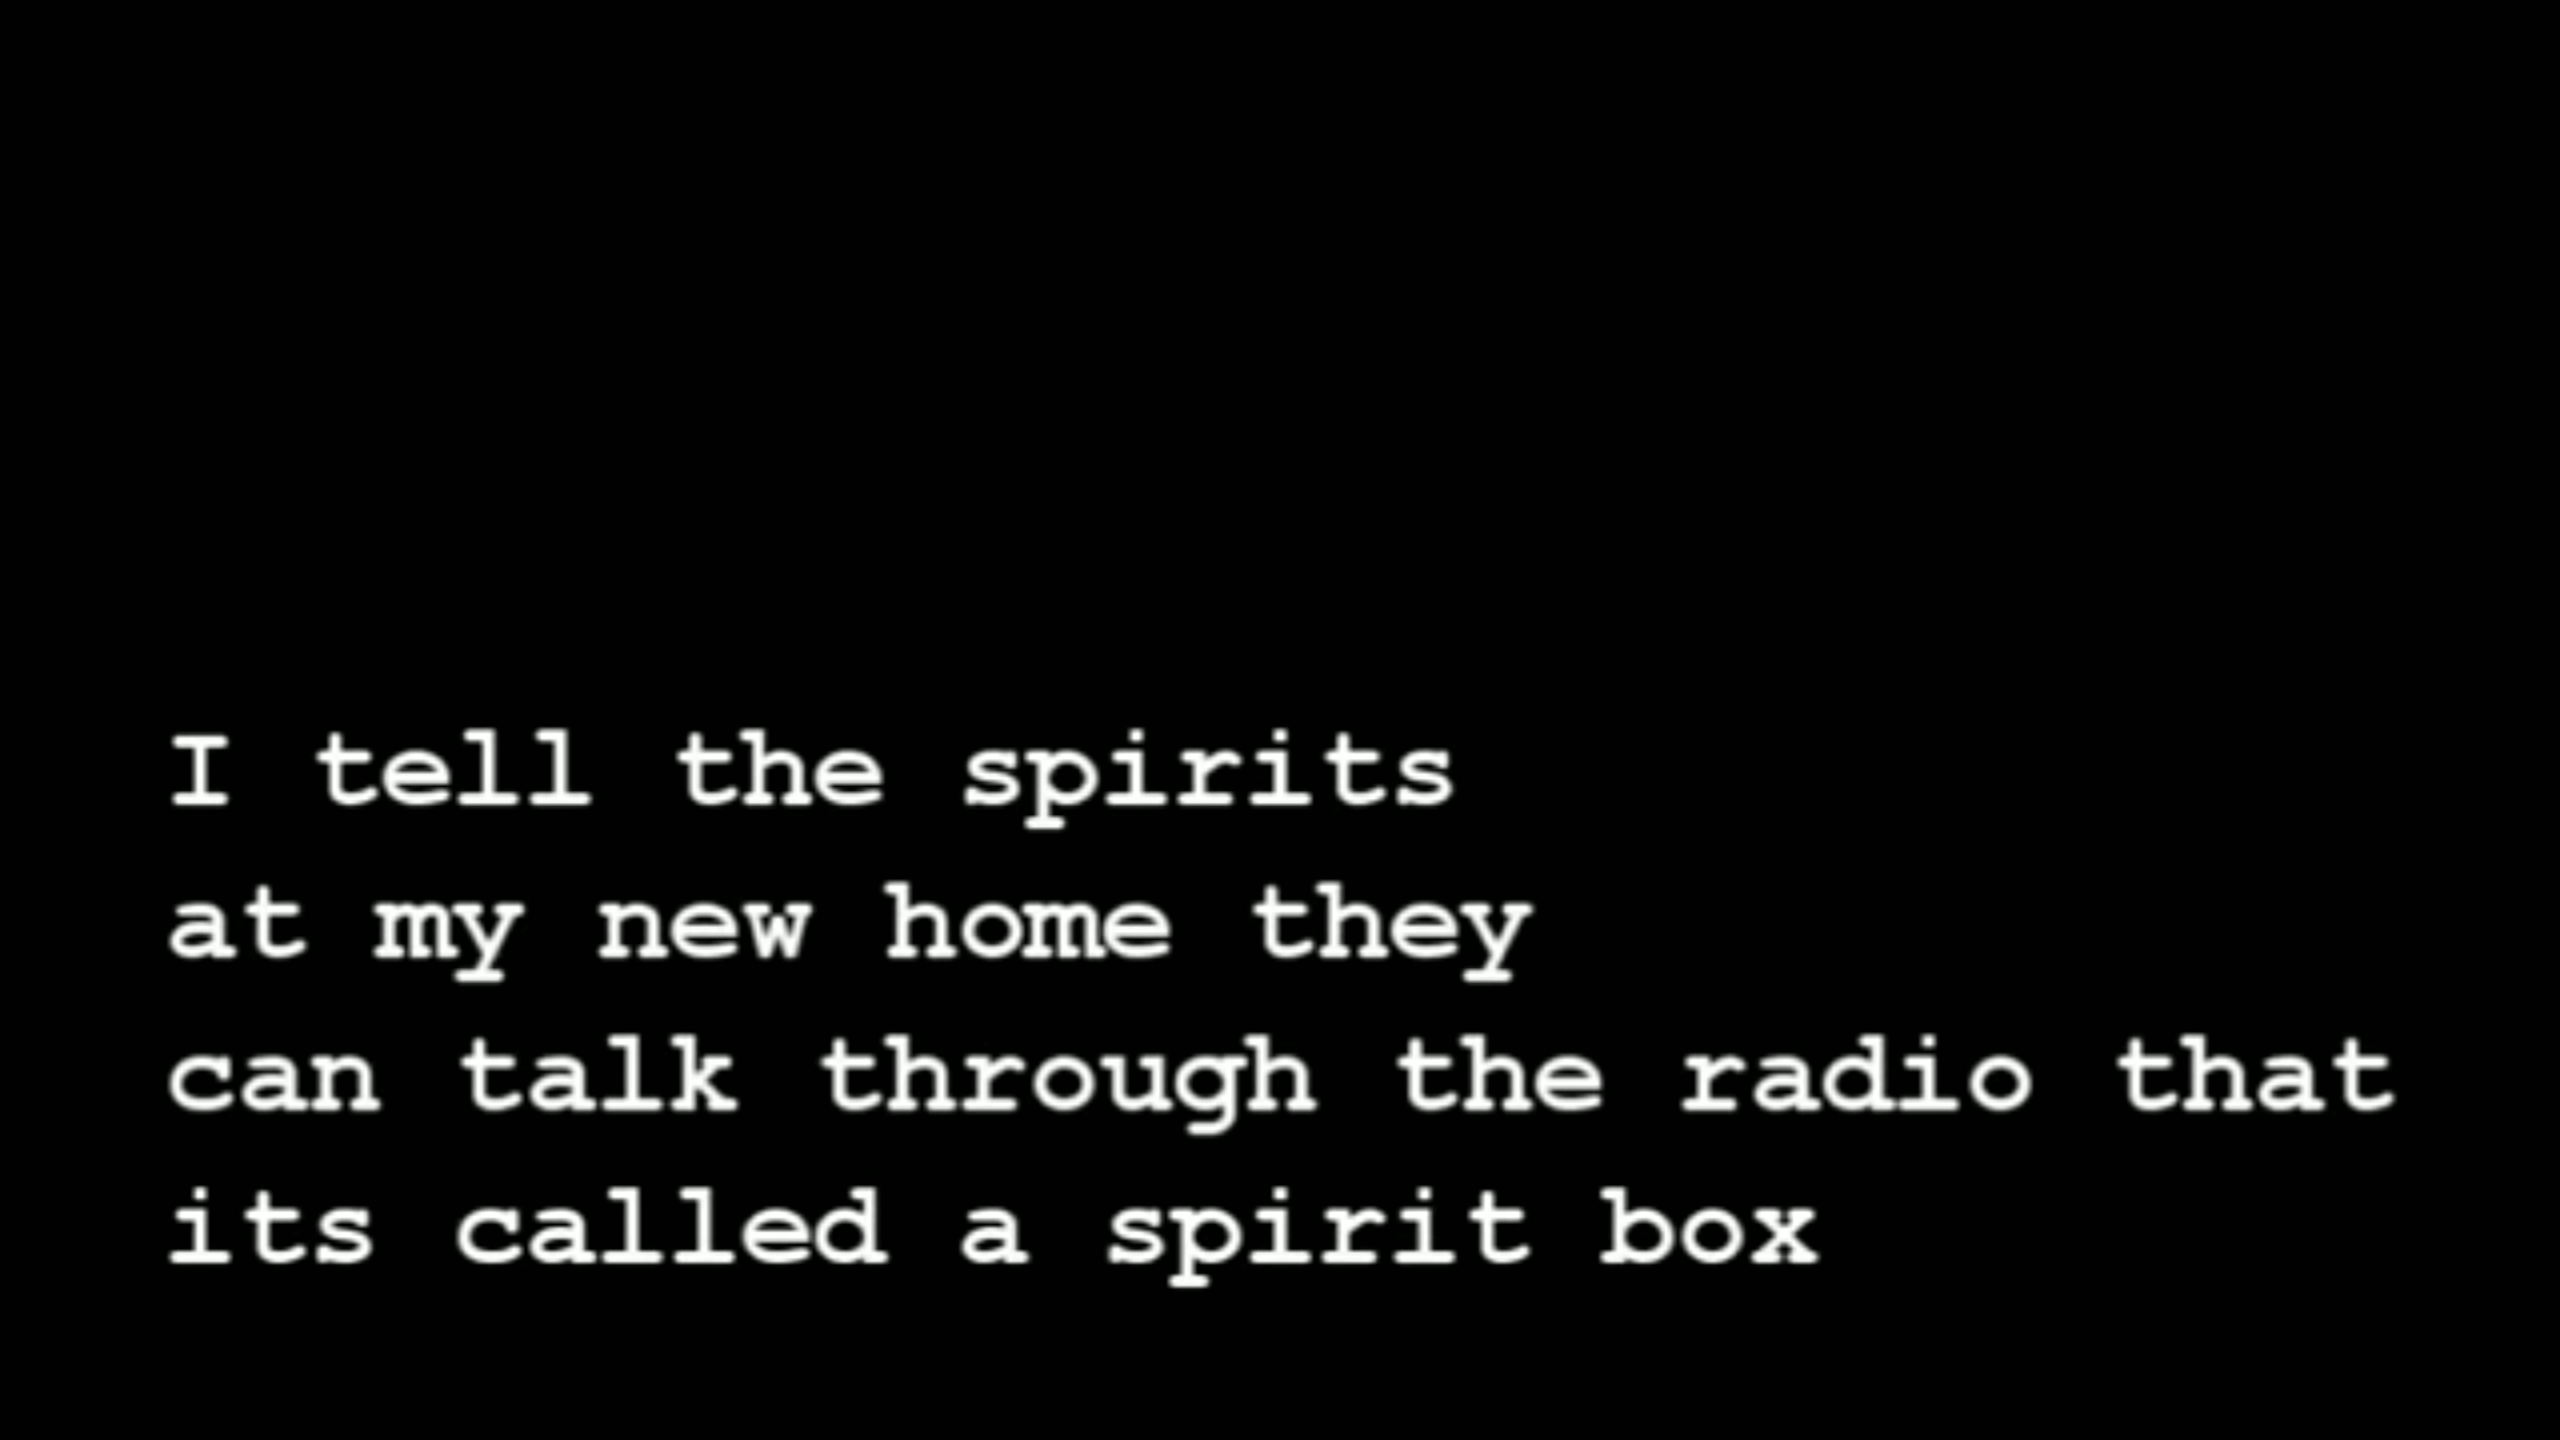 I tell the spirits
at my new home they
can talk through the radio that
its called a spirit box